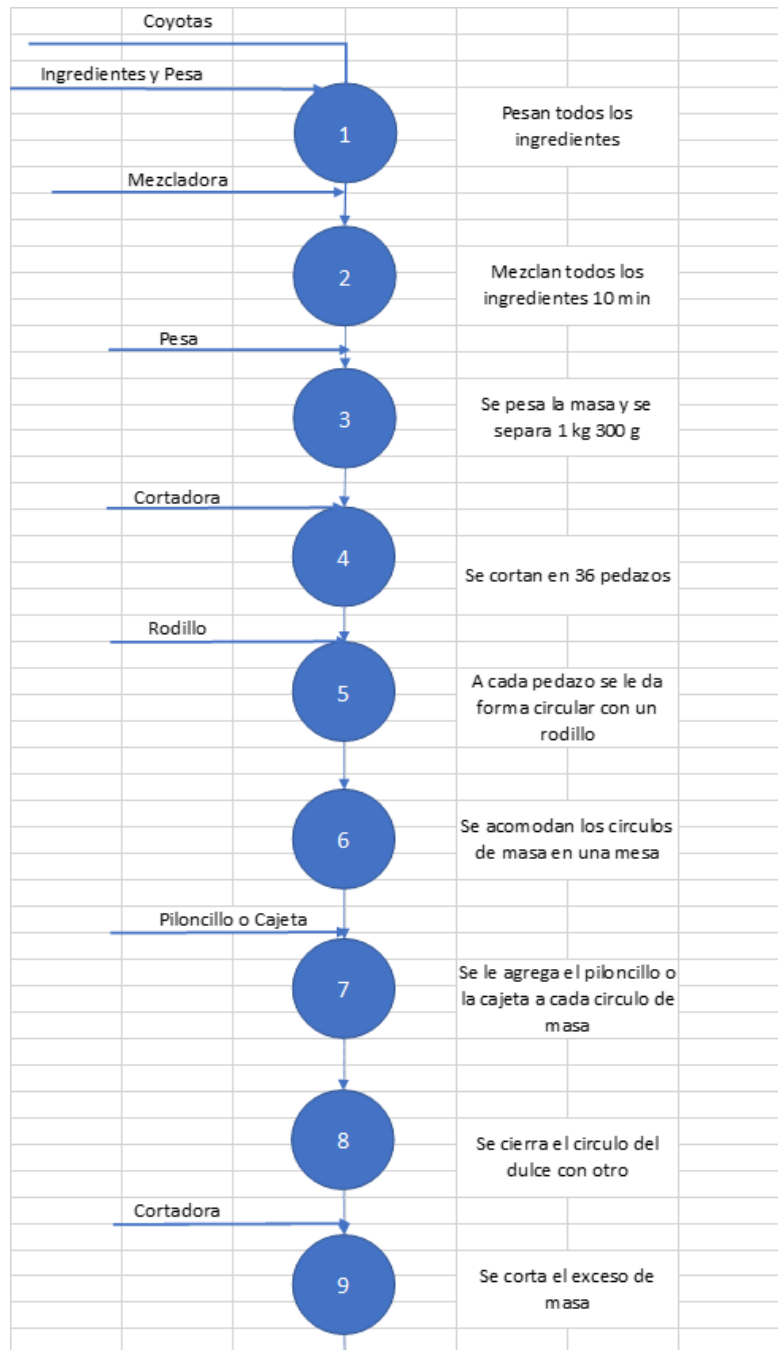 Coyotas
Ingredientes y Pesa
1
Pesan todos los
ingredientes
Mezcladora
2
Mezclan todos los
ingredientes 10 min
Pesa
3
Se pesa la masa y se
separa 1 kg 300 g
Cortadora
4
Se cortan en 36 pedazos
Rodillo
5
A cada pedazo se le da
forma circular con un
rodillo
6
Se acomodan los circulos
de masa en una mesa
Piloncillo o Cajeta
7
Se le agrega el piloncillo o
la cajeta a cada circulo de
masa
8
Se cierra el circulo del
dulce con otro
Cortadora
9
Se corta el exceso de
masa